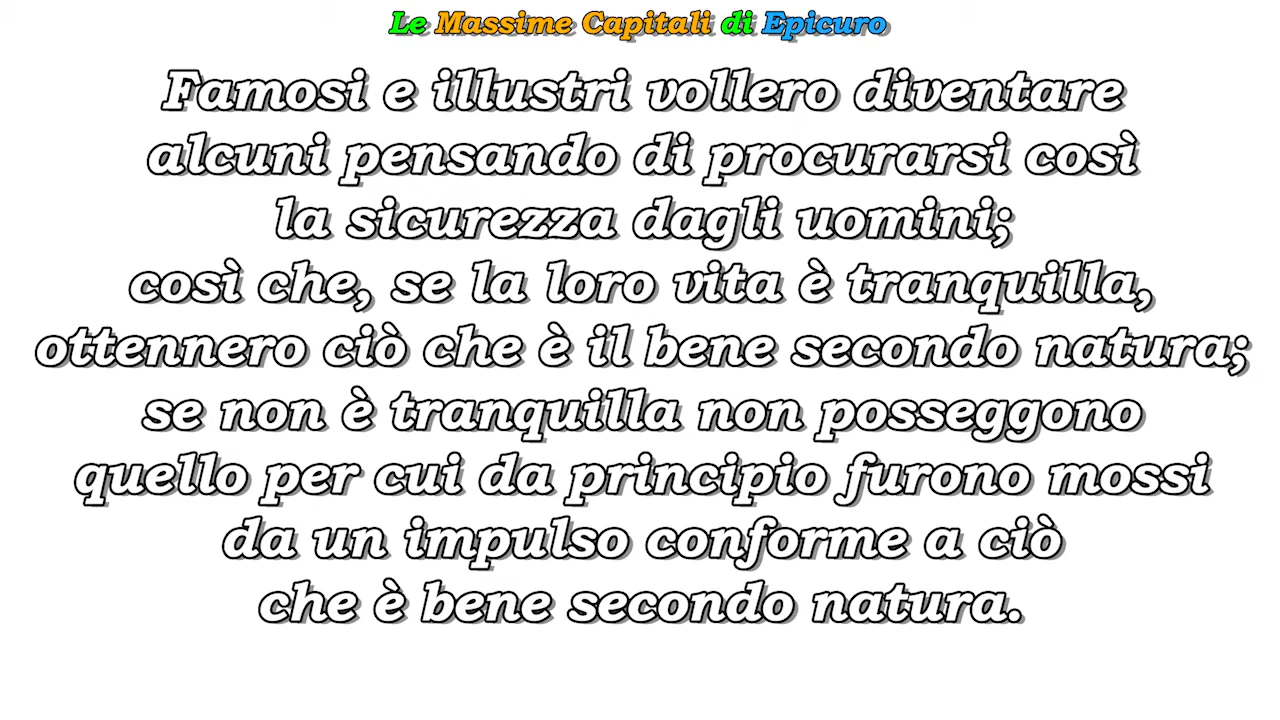 Le Massime Capitali di Epicuro
Famosi e illustri vollero diventare
alcuni pensando di procurarsi così
la sicurezza dagli uomini;
così che, se la loro vita è tranquilla,
ottennero ciò che è il bene secondo natura;
se non è tranquilla non posseggono
quello per cui da principio furono mossi
da un impulso conforme a ciò
che è bene secondo natura.